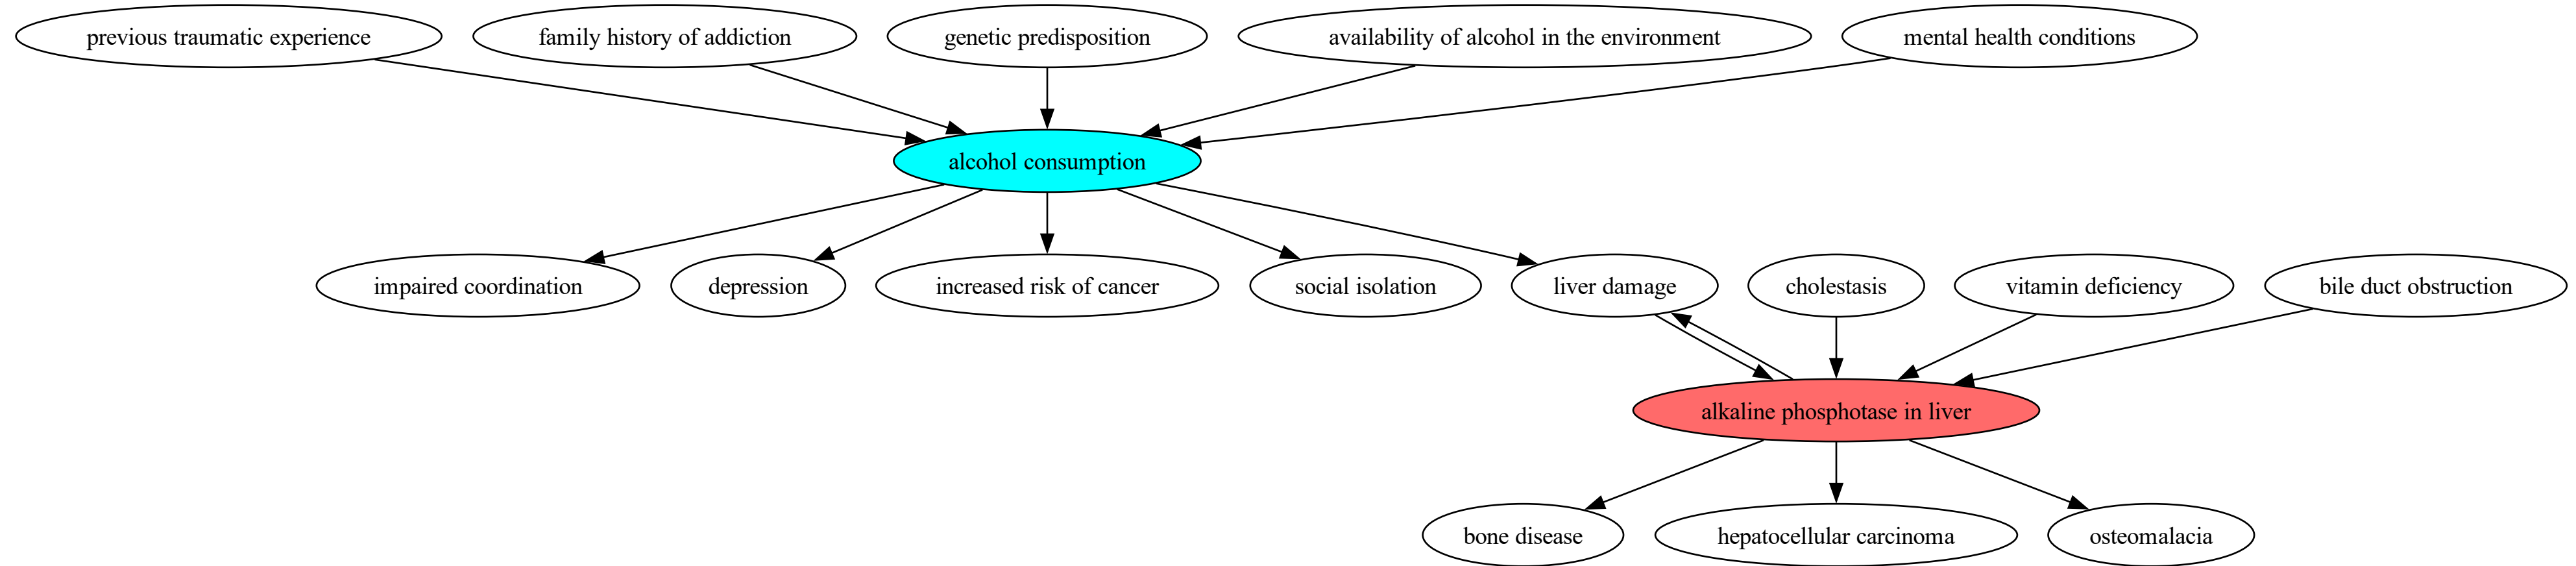 previous traumatic experience
family history of addiction
genetic predisposition
availability of alcohol in the environment
mental health conditions
alcohol consumption
impaired coordination
depression
increased risk of cancer
social isolation
liver damage
cholestasis
vitamin deficiency
bile duct obstruction
alkaline phosphotase in liver
bone disease
hepatocellular carcinoma
osteomalacia